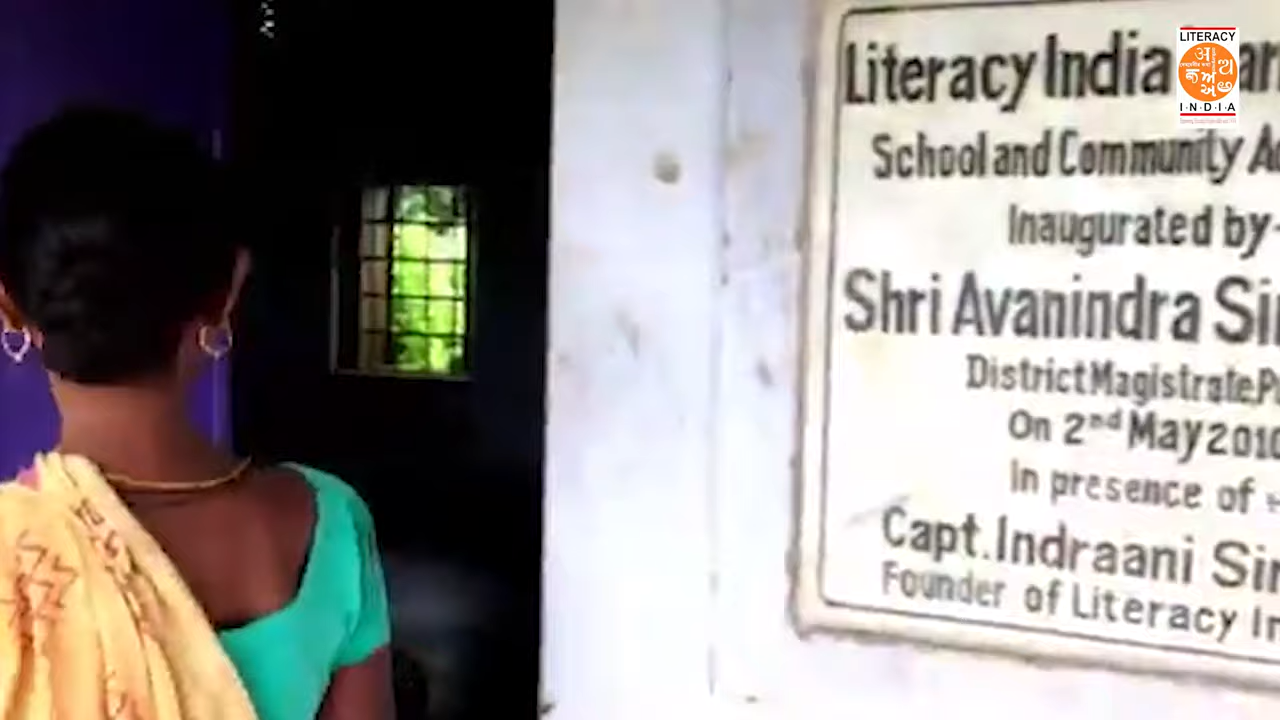 Literacy India
School and Community
Inaugurated by-
Shri Avanindra
District Magistrate
On 2nd May 2010
In presence of
Capt. Indraani
Founder of Literacy
LITERACY
I·N·D·I·A